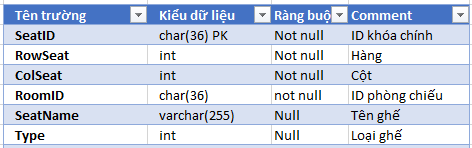 Tên trường Kiểu dữ liệu Ràng buộ Comment
SeatID char(36) PK Not null ID khóa chính
RowSeat int Not null Hàng
ColSeat int Not null Cột
RoomID char(36) not null ID phòng chiếu
SeatName varchar(255) Null Tên ghế
Type int Null Loại ghế